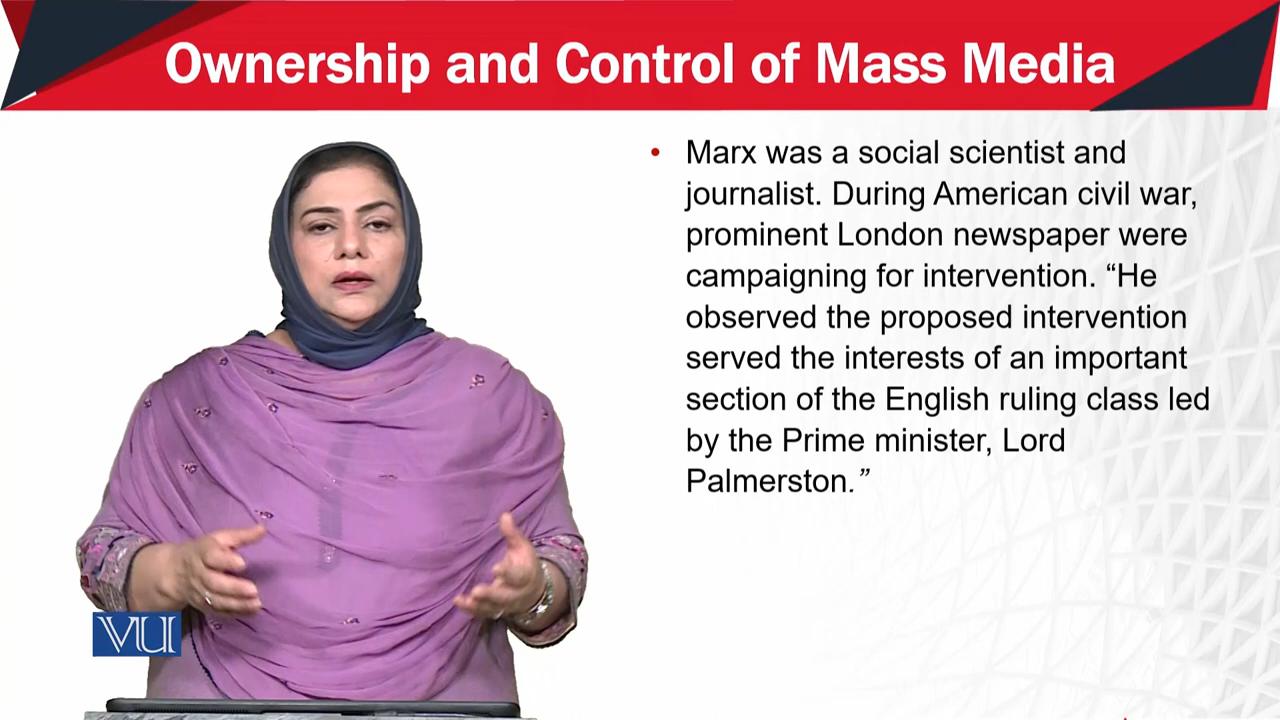 Ownership and Control of Mass Media
• Marx was a social scientist and
journalist. During American civil war,
prominent London newspaper were
campaigning for intervention. “He
observed the proposed intervention
served the interests of an important
section of the English ruling class led
by the Prime minister, Lord
Palmerston.”
VU